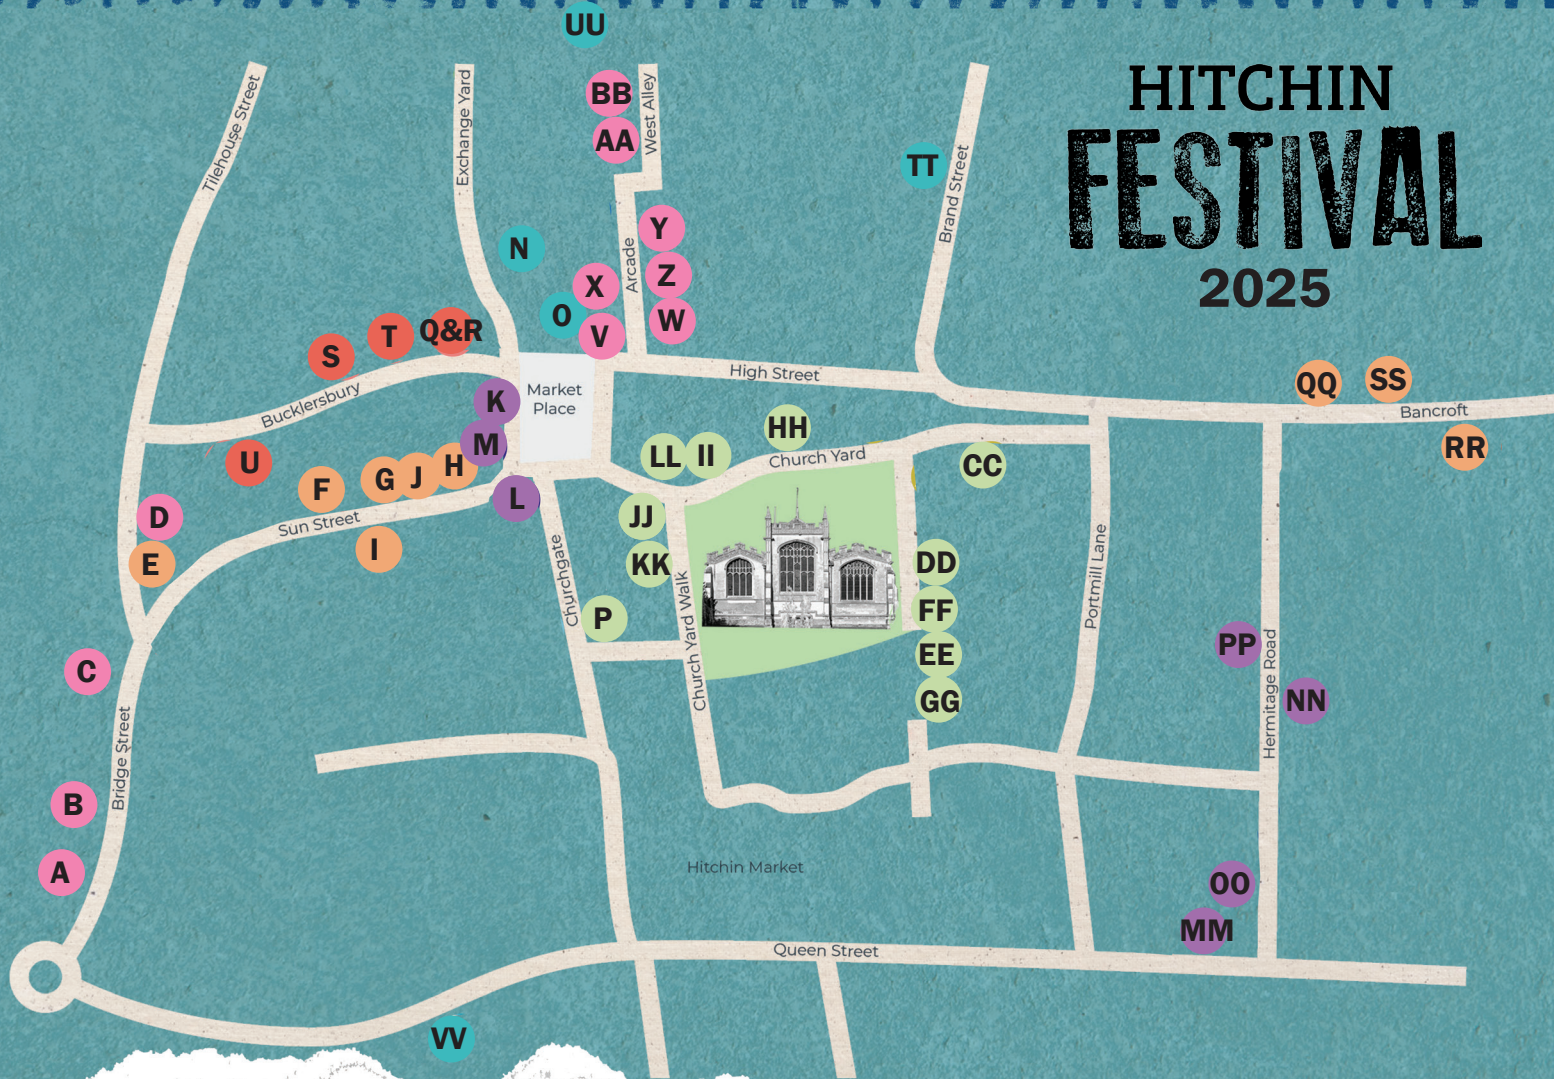 UU
HITCHIN
FESTIVAL
2025
Tilehouse Street
Exchange Yard
West Alley
BB
AA
TT
Brand Street
Y
N
X
Arcade
Z
O
V
W
S
T
Q&R
Bucklersbury
K
Market
Place
High Street
QQ
SS
Bancroft
RR
M
HH
Church Yard
LL
II
CC
U
F
G
J
H
L
Sun Street
I
D
E
JJ
KK
Churchgate
Church Yard Walk
P
DD
FF
EE
GG
Portmill Lane
PP
NN
Hermitage Road
C
Bridge Street
B
A
Hitchin Market
OO
MM
Queen Street
VV